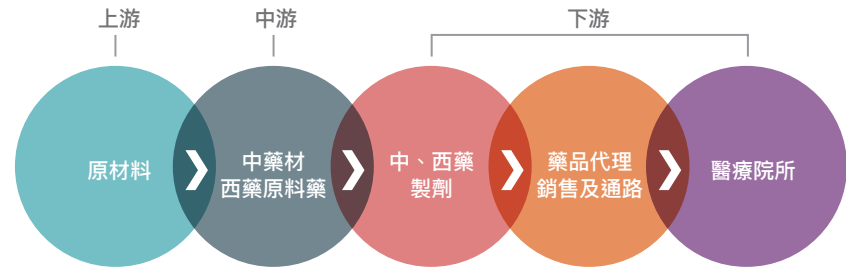 上游
中游
下游
原材料
中藥材
西藥原料藥
中、西藥
製劑
藥品代理
銷售及通路
醫療院所